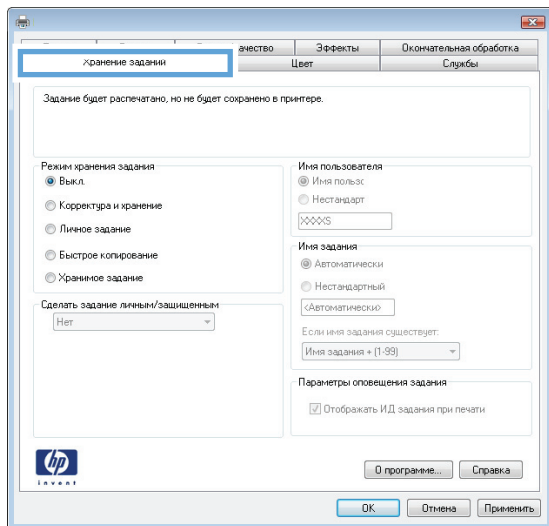 ачество Эффекты Окончательная обработка
Хранение заданий Цвет Службы
Задание будет распечатано, но не будет сохранено в принтере.
Режим хранения задания
Выкл.
Корректура и хранение
Личное задание
Быстрое копирование
Хранимое задание
Сделать задание личным/защищенным
Нет
Имя пользователя
Имя польз
Нестандарт
XXXXS
Имя задания
Автоматически
Нестандартный
<Автоматически>
Если имя задания существует:
Имя задания + (1-99)
Параметры оповещения задания
Отображать ИД задания при печати
hp
invent
О программе... Справка
OK Отмена Применить